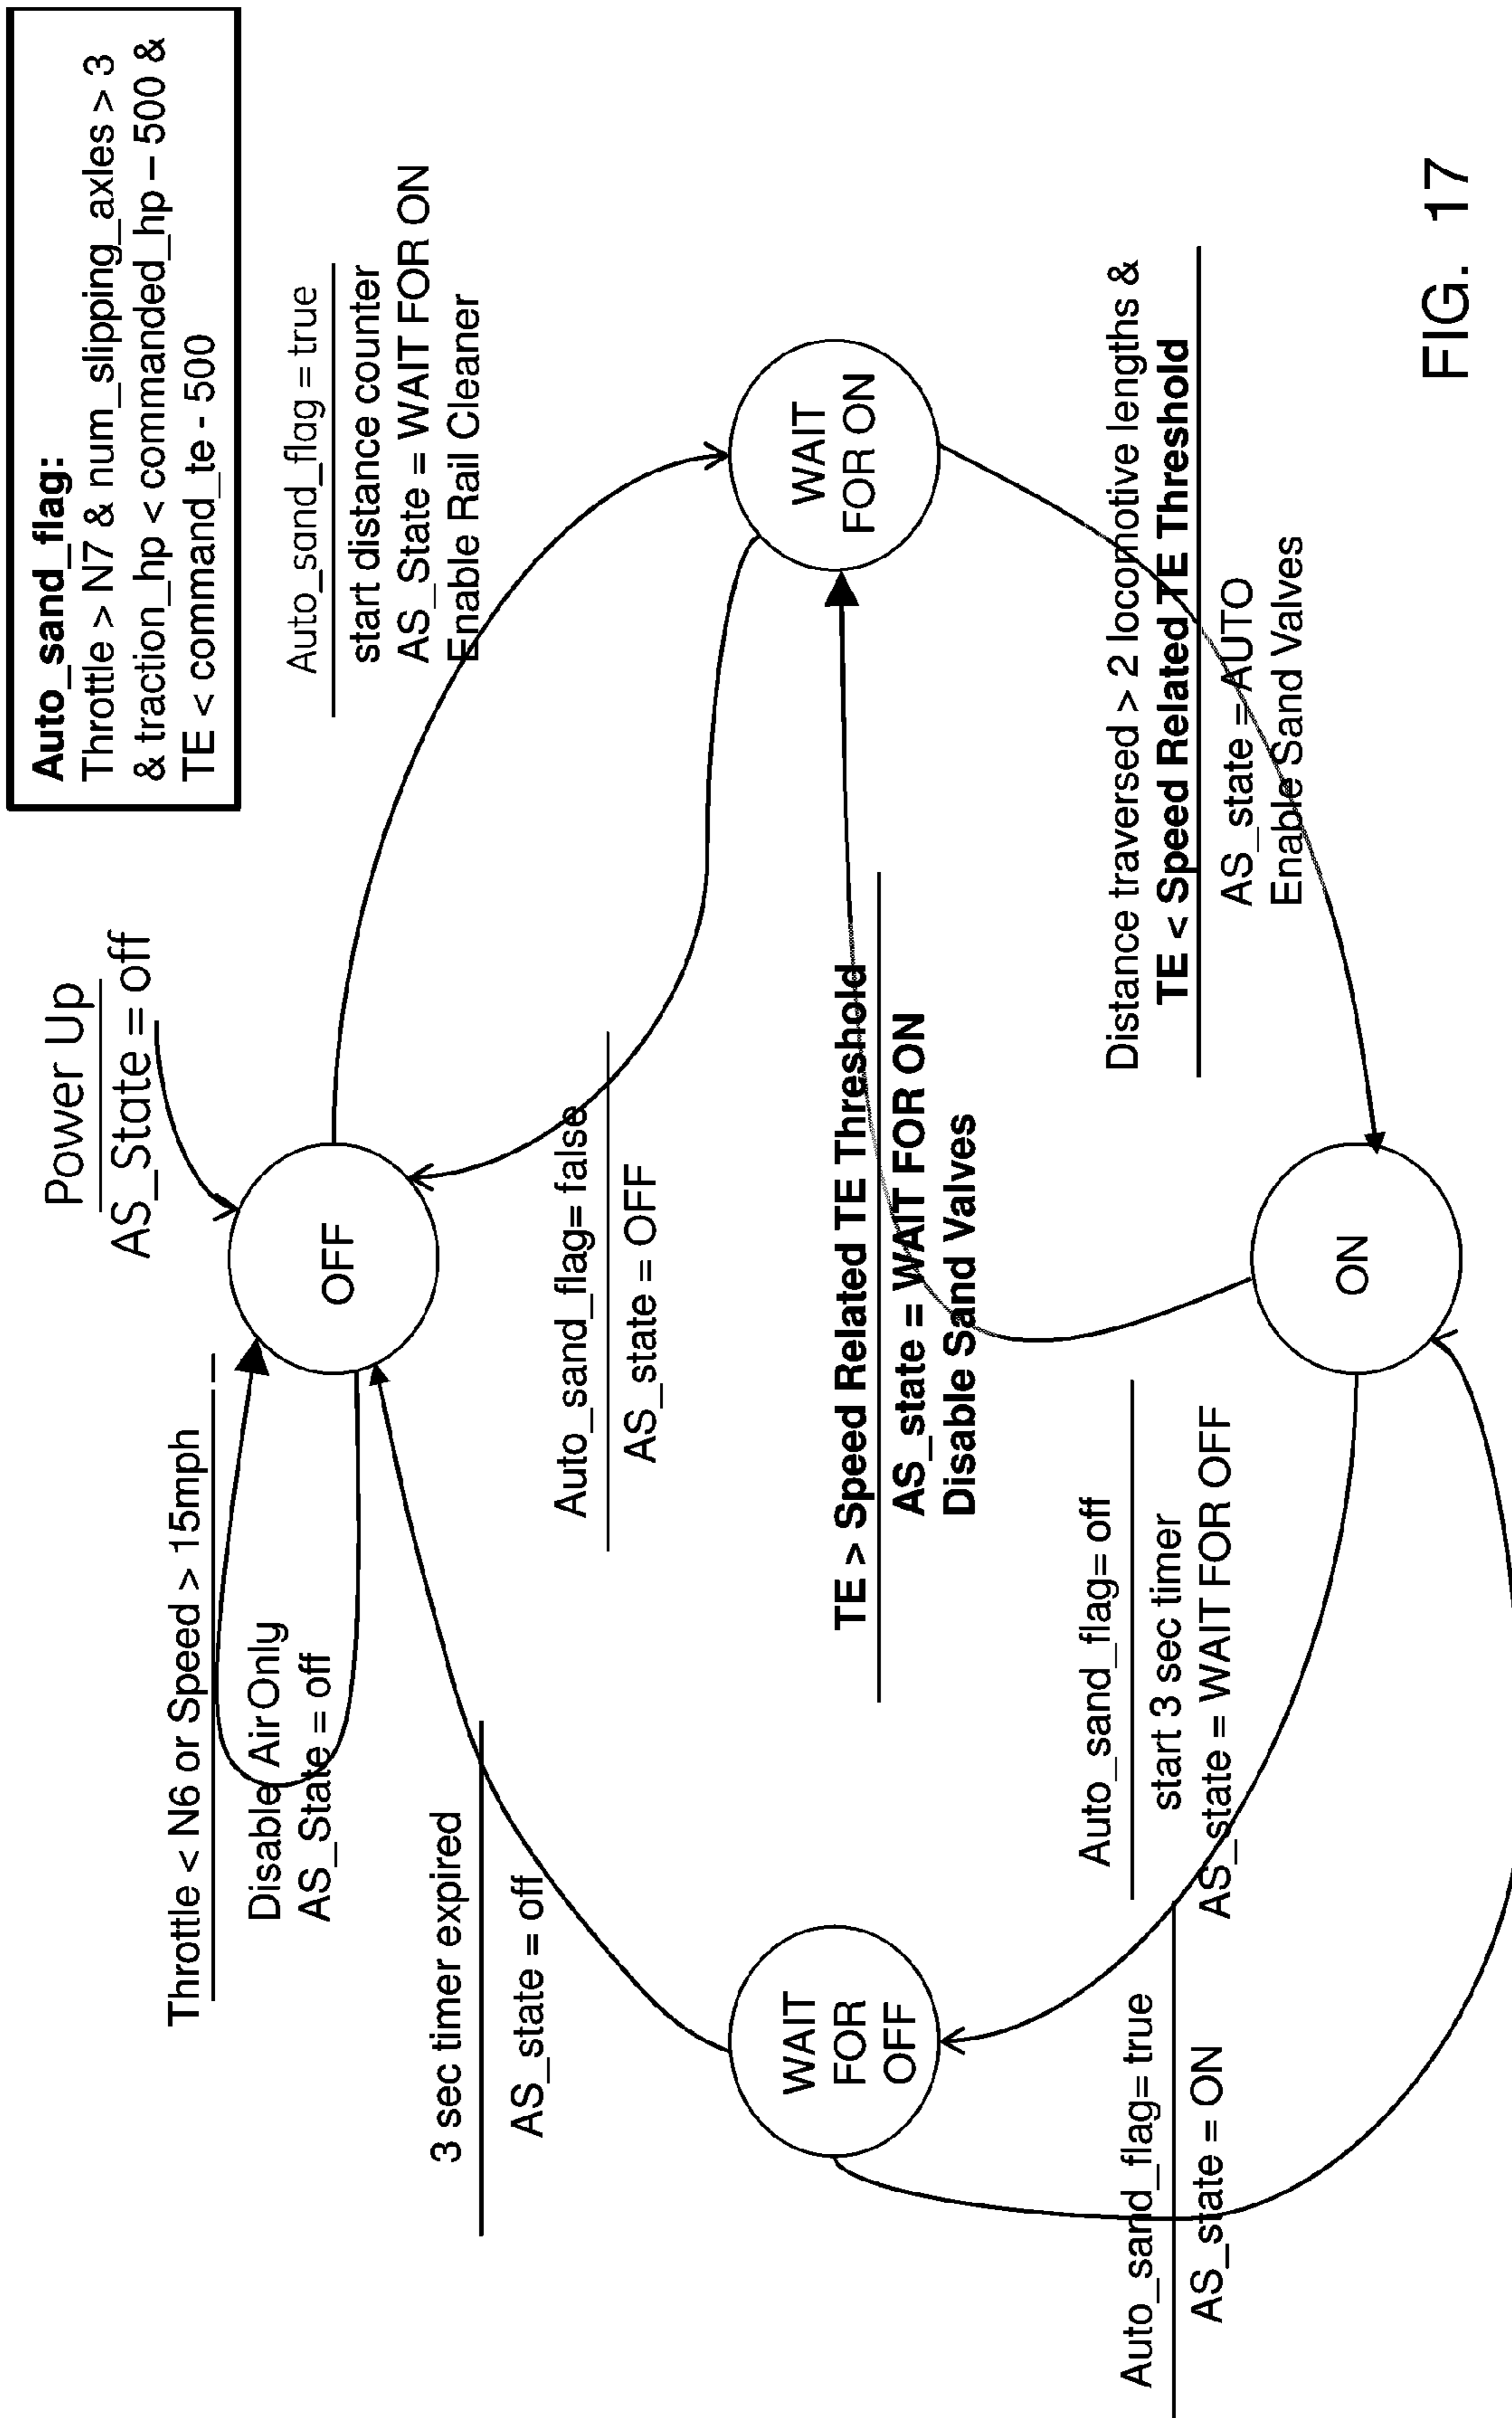 Auto_sand_flag:
Throttle > N7 & num_slipping_axles > 3
& traction_hp < commanded_hp – 500 &
TE < command_te - 500
Power Up
AS_State = off
Throttle < N6 or Speed > 15mph
Disable AirOnly
AS_State = off
OFF
Auto_sand_flag = true
start distance counter
AS_State = WAIT FOR ON
Enable Rail Cleaner
3 sec timer expired
AS_state = off
Auto_sand_flag= false
AS_state = OFF
WAIT
FOR
OFF
WAIT
FOR ON
TE > Speed Related TE Threshold
AS_state = WAIT FOR ON
Disable Sand Valves
Auto_sand_flag= off
start 3 sec timer
AS_state = WAIT FOR OFF
Distance traversed > 2 locomotive lengths &
TE < Speed Related TE Threshold
AS_state = AUTO
Enable Sand Valves
Auto_sand_flag= true
AS_state = ON
ON
FIG. 17